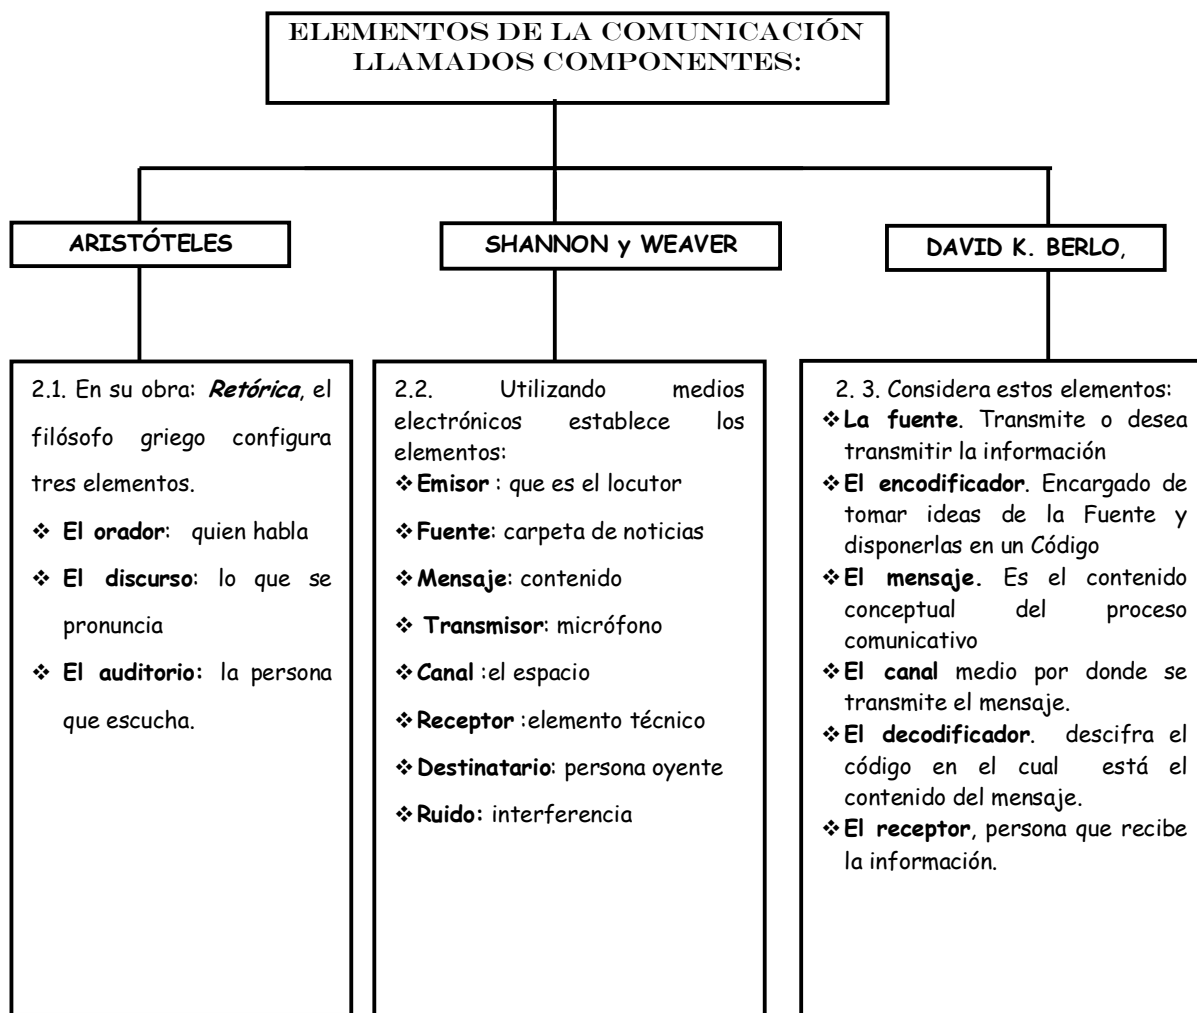 ELEMENTOS DE LA COMUNICACIÓN
LLAMADOS COMPONENTES:
ARISTÓTELES
SHANNON y WEAVER
DAVID K. BERLO,
2.1. En su obra: Retórica, el
filósofo griego configura
tres elementos.
❖ El orador: quien habla
❖ El discurso: lo que se
pronuncia
❖ El auditorio: la persona
que escucha.
2.2. Utilizando medios
electrónicos establece los
elementos:
❖ Emisor : que es el locutor
❖ Fuente: carpeta de noticias
❖ Mensaje: contenido
❖ Transmisor: micrófono
❖ Canal :el espacio
❖ Receptor :elemento técnico
❖ Destinatario: persona oyente
❖ Ruido: interferencia
2. 3. Considera estos elementos:
❖ La fuente. Transmite o desea
transmitir la información
❖ El encodificador. Encargado de
tomar ideas de la Fuente y
disponerlas en un Código
❖ El mensaje. Es el contenido
conceptual del proceso
comunicativo
❖ El canal medio por donde se
transmite el mensaje.
❖ El decodificador. descifra el
código en el cual está el
contenido del mensaje.
❖ El receptor, persona que recibe
la información.